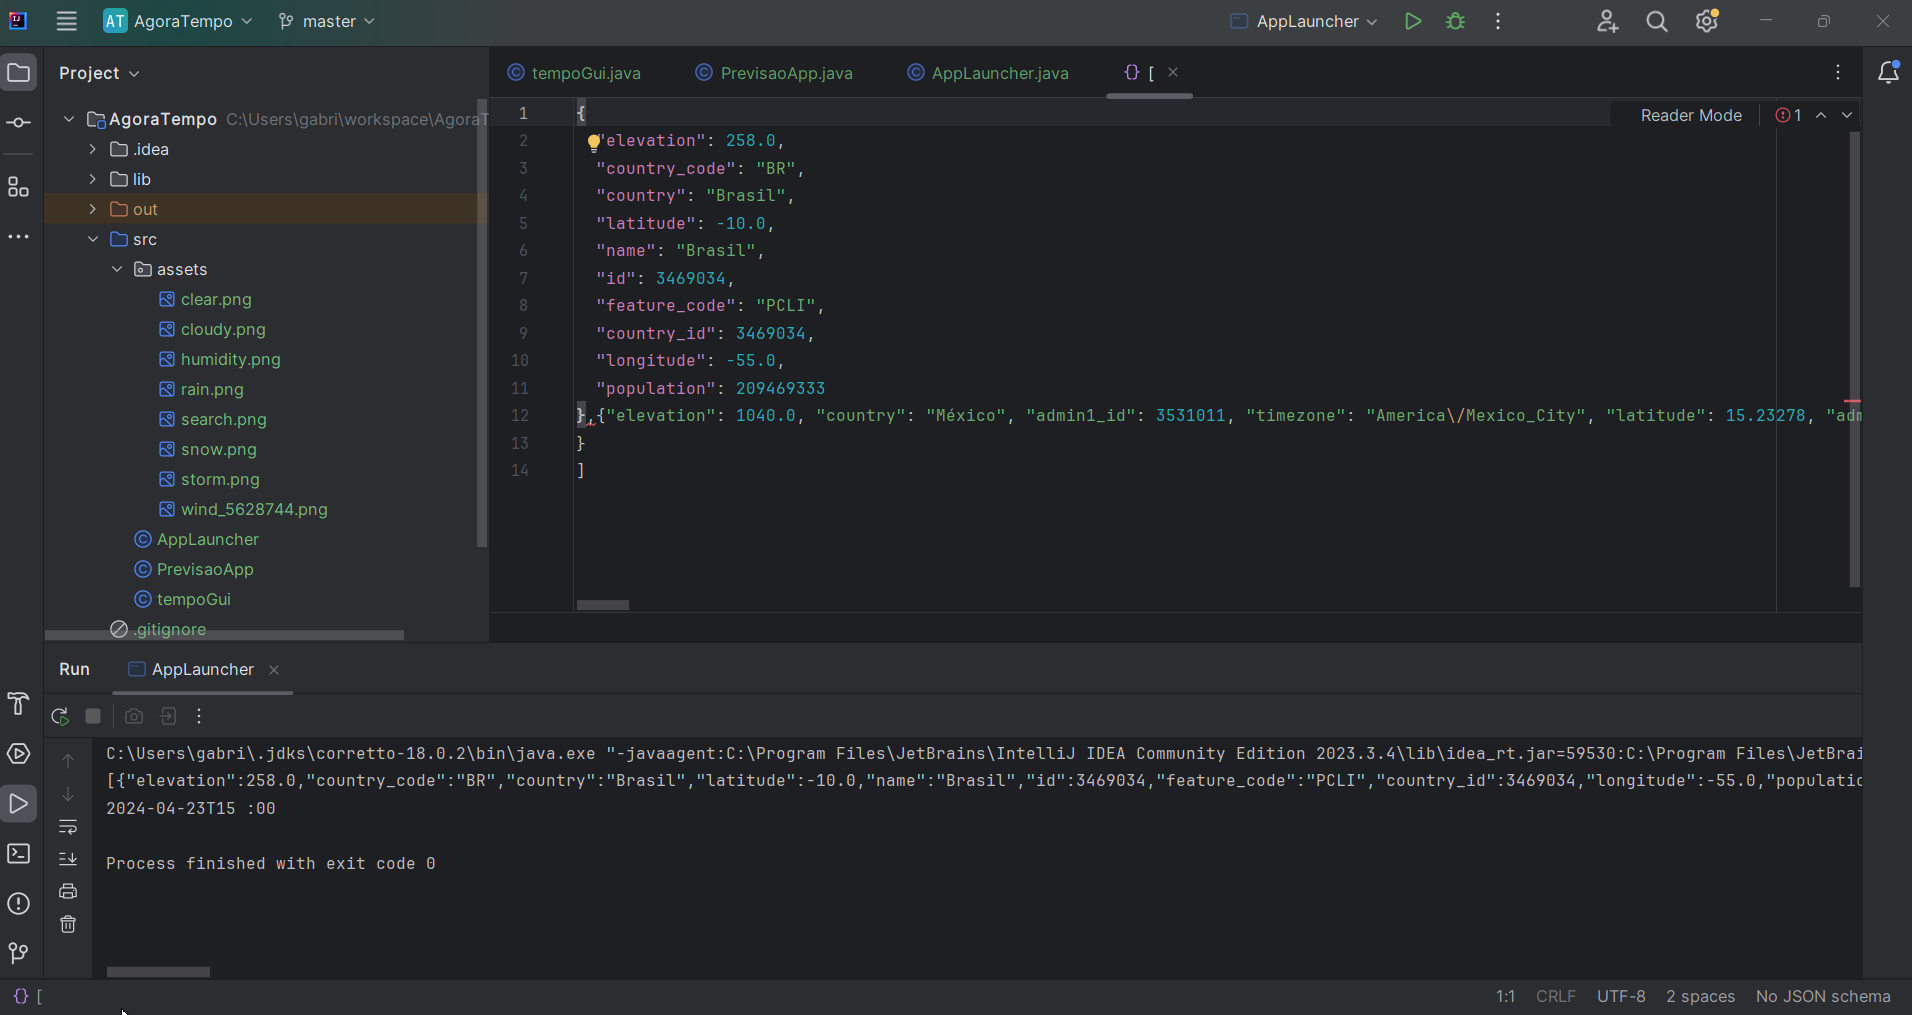 AT AgoraTempo master AppLauncher
Project
tempoGui.java PrevisaoApp.java AppLauncher.java {} [
AgoraTempo C:\Users\gabri\workspace\AgoraT
.idea
lib
out
src
assets
clear.png
cloudy.png
humidity.png
rain.png
search.png
snow.png
storm.png
wind_5628744.png
AppLauncher
PrevisaoApp
tempoGui
.gitignore
Reader Mode 1
1 {
2 "elevation": 258.0,
3 "country_code": "BR",
4 "country": "Brasil",
5 "latitude": -10.0,
6 "name": "Brasil",
7 "id": 3469034,
8 "feature_code": "PCLI",
9 "country_id": 3469034,
10 "longitude": -55.0,
11 "population": 209469333
12 },{"elevation": 1040.0, "country": "México", "admin1_id": 3531011, "timezone": "America\/Mexico_City", "latitude": 15.23278, "adm
13 }
14 ]
Run AppLauncher
C:\Users\gabri\.jdks\corretto-18.0.2\bin\java.exe "-javaagent:C:\Program Files\JetBrains\IntelliJ IDEA Community Edition 2023.3.4\lib\idea_rt.jar=59530:C:\Program Files\JetBrai
[{"elevation":258.0,"country_code":"BR","country":"Brasil","latitude":-10.0,"name":"Brasil","id":3469034,"feature_code":"PCLI","country_id":3469034,"longitude":-55.0,"populatio
2024-04-23T15 :00
Process finished with exit code 0
{} [
1:1 CRLF UTF-8 2 spaces No JSON schema